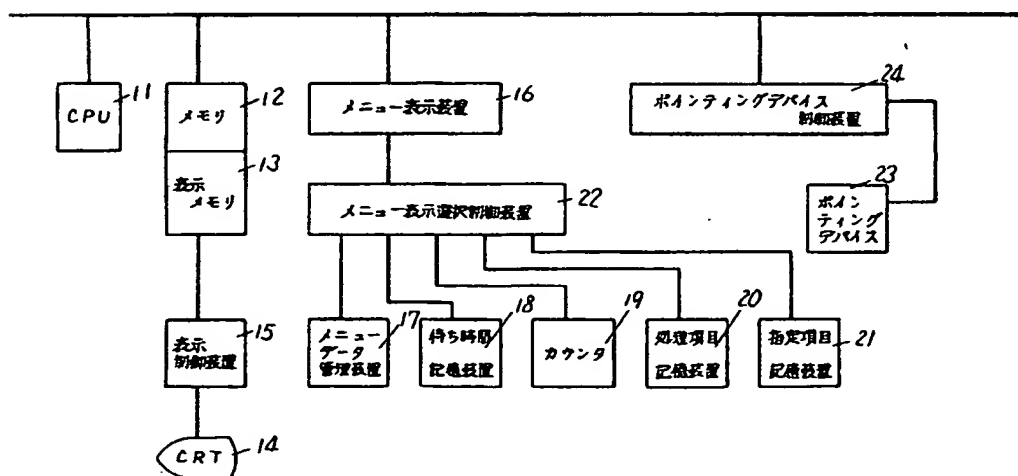 CPU
11
メモリ
12
表示
メモリ
13
メニュー表示装置
16
ポインティングデバイス
制御装置
24
メニュー表示選択制御装置
22
23
ポイン
ティング
デバイス
表示
制御装置
15
メニュー
データ
管理装置
17
待ち時間
記憶装置
18
カウンタ
19
処理項目
記憶装置
20
指定項目
記憶装置
21
CRT
14